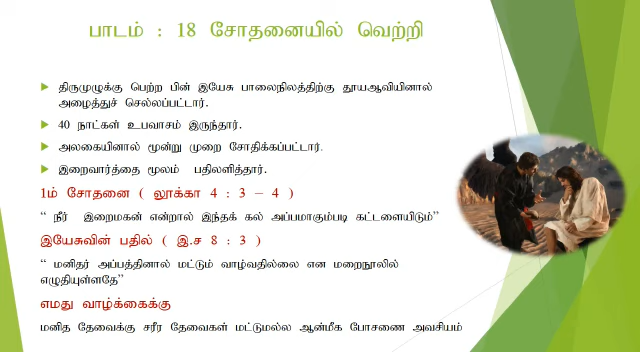 பாடம் : 18 சோதனையில் வெற்றி
திருமுழுக்கு பெற்ற பின் இயேசு பாலைநிலத்திற்கு தூயஆவியினால்
அழைத்துச் செல்லப்பட்டார்.
40 நாட்கள் உபவாசம் இருந்தார்.
அலகையினால் மூன்று முறை சோதிக்கப்பட்டார்.
இறைவார்த்தை மூலம் பதிலளித்தார்.
1ம் சோதனை ( லூக்கா 4 : 3 – 4 )
“ நீர் இறைமகன் என்றால் இந்தக் கல் அப்பமாகும்படி கட்டளையிடும்”
இயேசுவின் பதில் ( இ.ச 8 : 3 )
“ மனிதர் அப்பத்தினால் மட்டும் வாழ்வதில்லை என மறைநூலில்
எழுதியுள்ளதே”
எமது வாழ்க்கைக்கு
மனித தேவைக்கு சரீர தேவைகள் மட்டுமல்ல ஆன்மீக போசணை அவசியம்